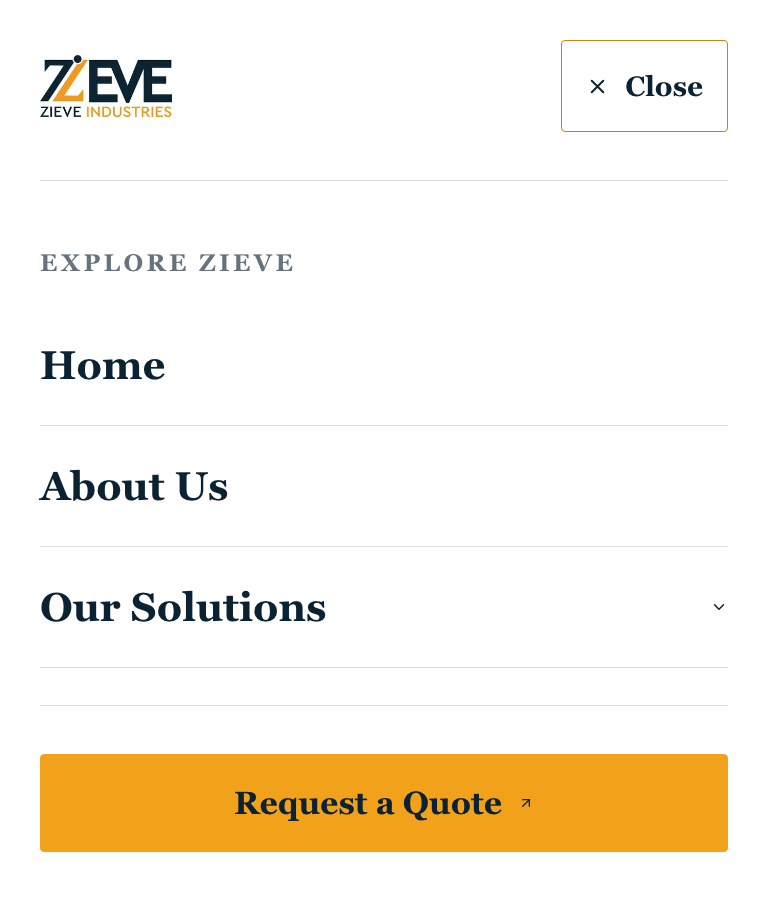 ZIEVE
ZIEVE INDUSTRIES
Close
EXPLORE ZIEVE
Home
About Us
Our Solutions
Request a Quote